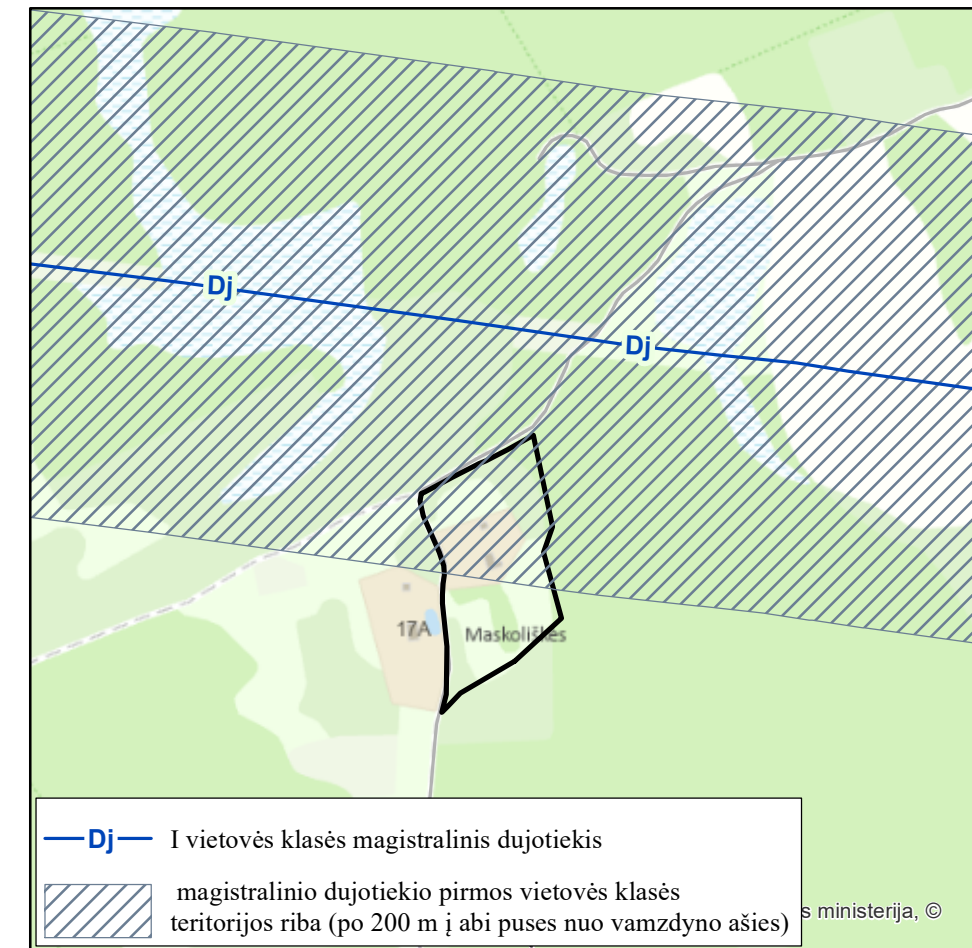 Dj
Dj
17A
Maskoliškės
Dj
I vietovės klasės magistralinis dujotiekis
magistralinio dujotiekio pirmos vietovės klasės
teritorijos riba (po 200 m į abi puses nuo vamzdyno ašies)
s ministerija, ©